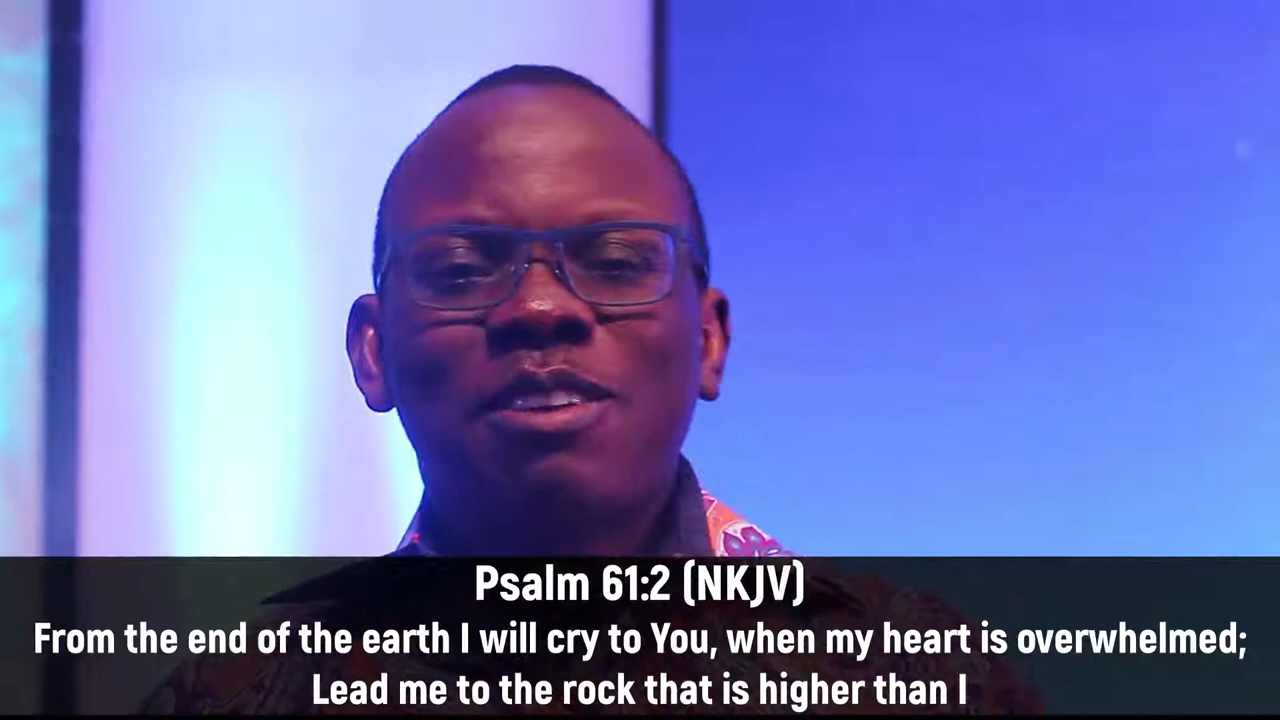 Psalm 61:2 (NKJV)
From the end of the earth I will cry to You, when my heart is overwhelmed;
Lead me to the rock that is higher than I